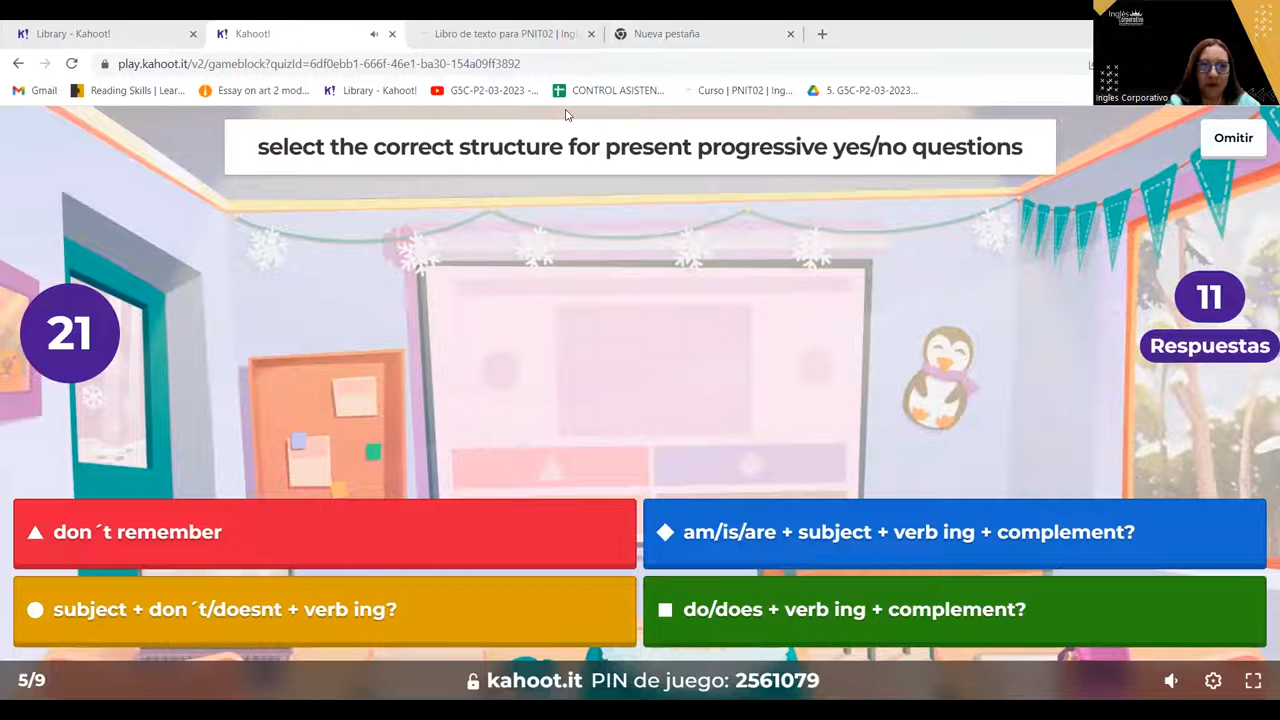 Library - Kahoot!
Kahoot!
Libro de texto para PNIT02 | Ingl
Nueva pestaña
play.kahoot.it/v2/gameblock?quizId=6df0ebb1-666f-46e1-ba30-154a09ff3892
Gmail
Reading Skills | Lear...
Essay on art 2 mod...
Library - Kahoot!
G5C-P2-03-2023 -...
CONTROL ASISTEN...
Curso | PNIT02 | Ing...
5. G5C-P2-03-2023...
Inglés
Corporativo
Ingles Corporativo
select the correct structure for present progressive yes/no questions
Omitir
21
11
Respuestas
don´t remember
am/is/are + subject + verb ing + complement?
subject + don´t/doesnt + verb ing?
do/does + verb ing + complement?
5/9
kahoot.it PIN de juego: 2561079